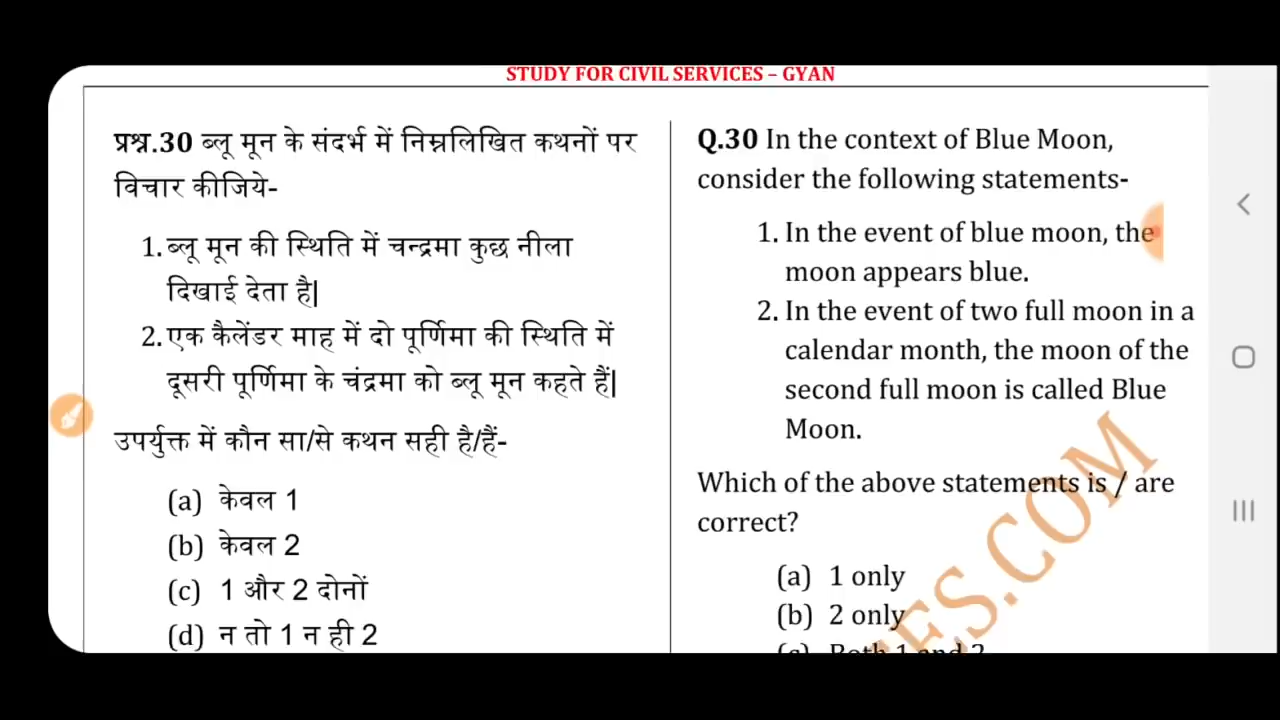 STUDY FOR CIVIL SERVICES – GYAN
प्रश्न.30 ब्लू मून के संदर्भ में निम्नलिखित कथनों पर
विचार कीजिये-
1. ब्लू मून की स्थिति में चन्द्रमा कुछ नीला
दिखाई देता है|
2. एक कैलेंडर माह में दो पूर्णिमा की स्थिति में
दूसरी पूर्णिमा के चंद्रमा को ब्लू मून कहते हैं|
उपर्युक्त में कौन सा/से कथन सही है/हैं-
(a) केवल 1
(b) केवल 2
(c) 1 और 2 दोनों
(d) न तो 1 न ही 2
Q.30 In the context of Blue Moon,
consider the following statements-
1. In the event of blue moon, the
moon appears blue.
2. In the event of two full moon in a
calendar month, the moon of the
second full moon is called Blue
Moon.
Which of the above statements is / are
correct?
(a) 1 only
(b) 2 only
(c) Both 1 and 2
ES.COM